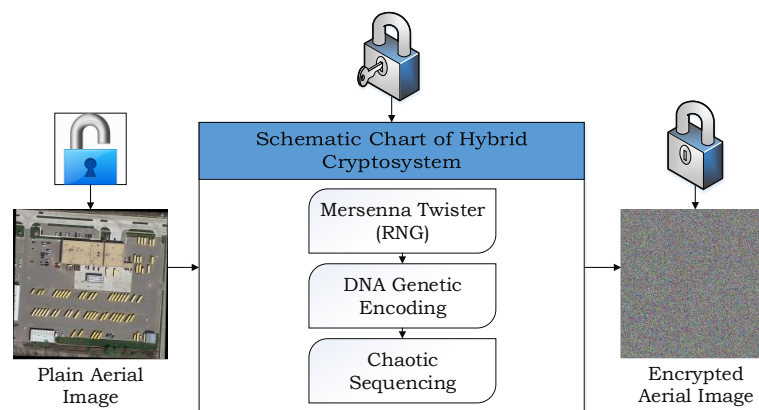 Schematic Chart of Hybrid
Cryptosystem
Mersenna Twister
(RNG)
DNA Genetic
Encoding
Chaotic
Sequencing
Plain Aerial
Image
Encrypted
Aerial Image